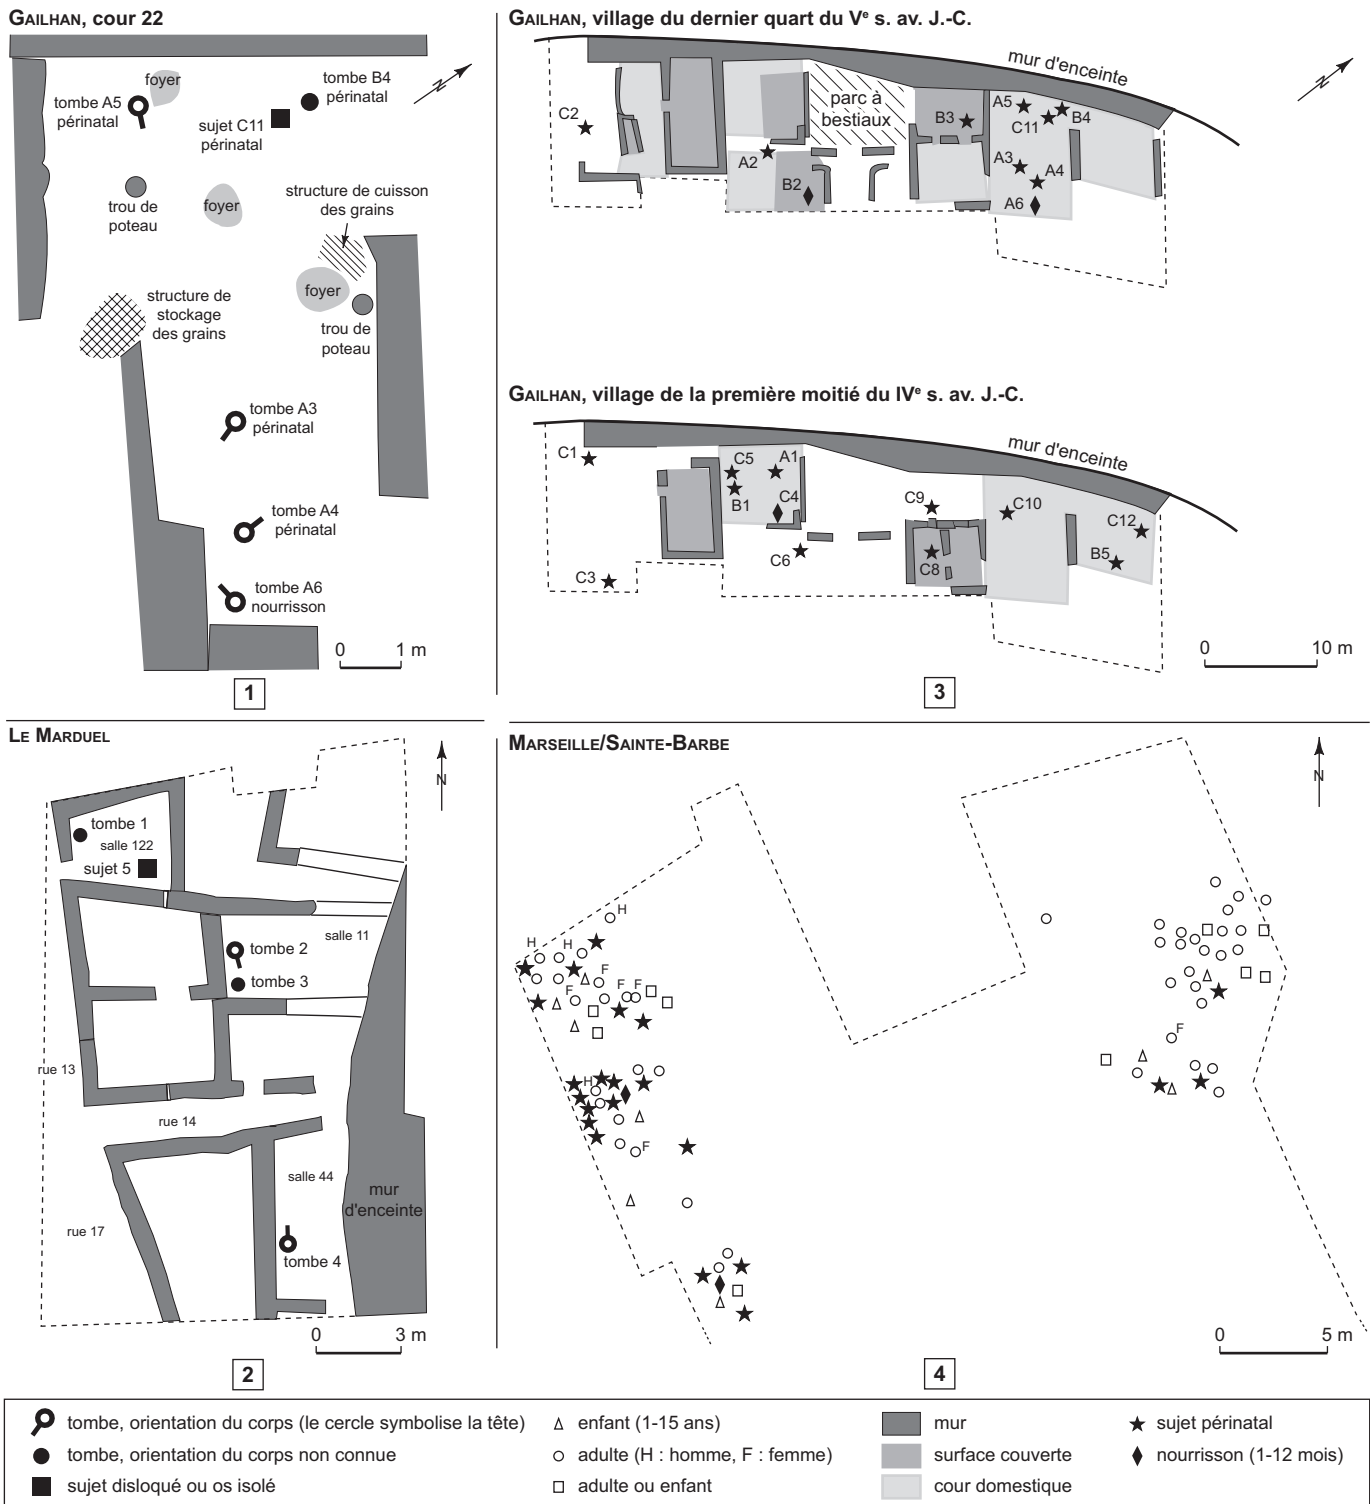 GAILHAN, cour 22
foyer
tombe A5
périnatal
tombe B4
périnatal
sujet C11
périnatal
N
trou de
poteau
foyer
structure de cuisson
des grains
foyer
trou de
poteau
structure de
stockage
des grains
tombe A3
périnatal
tombe A4
périnatal
tombe A6
nourrisson
0 1 m
1
GAILHAN, village du dernier quart du Ve s. av. J.-C.
mur d'enceinte
N
parc à
bestiaux
C2
A2
B2
B3
A5
B4
C11
A3
A4
A6
GAILHAN, village de la première moitié du IVe s. av. J.-C.
mur d'enceinte
C1
C5
A1
B1
C4
C9
C10
C12
C6
C8
B5
C3
0 10 m
3
LE MARDUEL
N
tombe 1
salle 122
sujet 5
tombe 2
salle 11
tombe 3
rue 13
rue 14
salle 44
mur
d'enceinte
rue 17
tombe 4
0 3 m
2
MARSEILLE/SAINTE-BARBE
N
H
H
H
F
F
F
F
H
F
F
0 5 m
4
tombe, orientation du corps (le cercle symbolise la tête)
tombe, orientation du corps non connue
sujet disloqué ou os isolé
enfant (1-15 ans)
adulte (H : homme, F : femme)
adulte ou enfant
mur
surface couverte
cour domestique
sujet périnatal
nourrisson (1-12 mois)